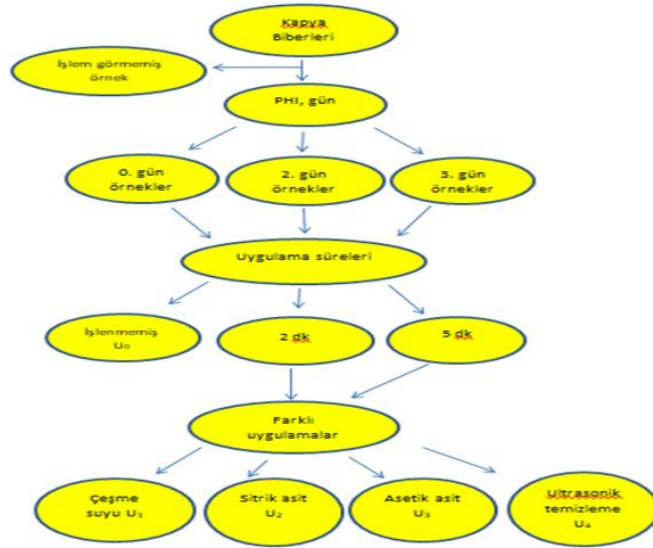 Kapya
Biberleri
İşlem görmemiş
örnek
PHI, gün
0. gün
örnekler
2. gün
örnekler
3. gün
örnekler
Uygulama süreleri
İşlenmemiş
U₀
2 dk
5 dk
Farklı
uygulamalar
Çeşme
suyu U₁
Sitrik asit
U₂
Asetik asit
U₃
Ultrasonik
temizleme
U₄